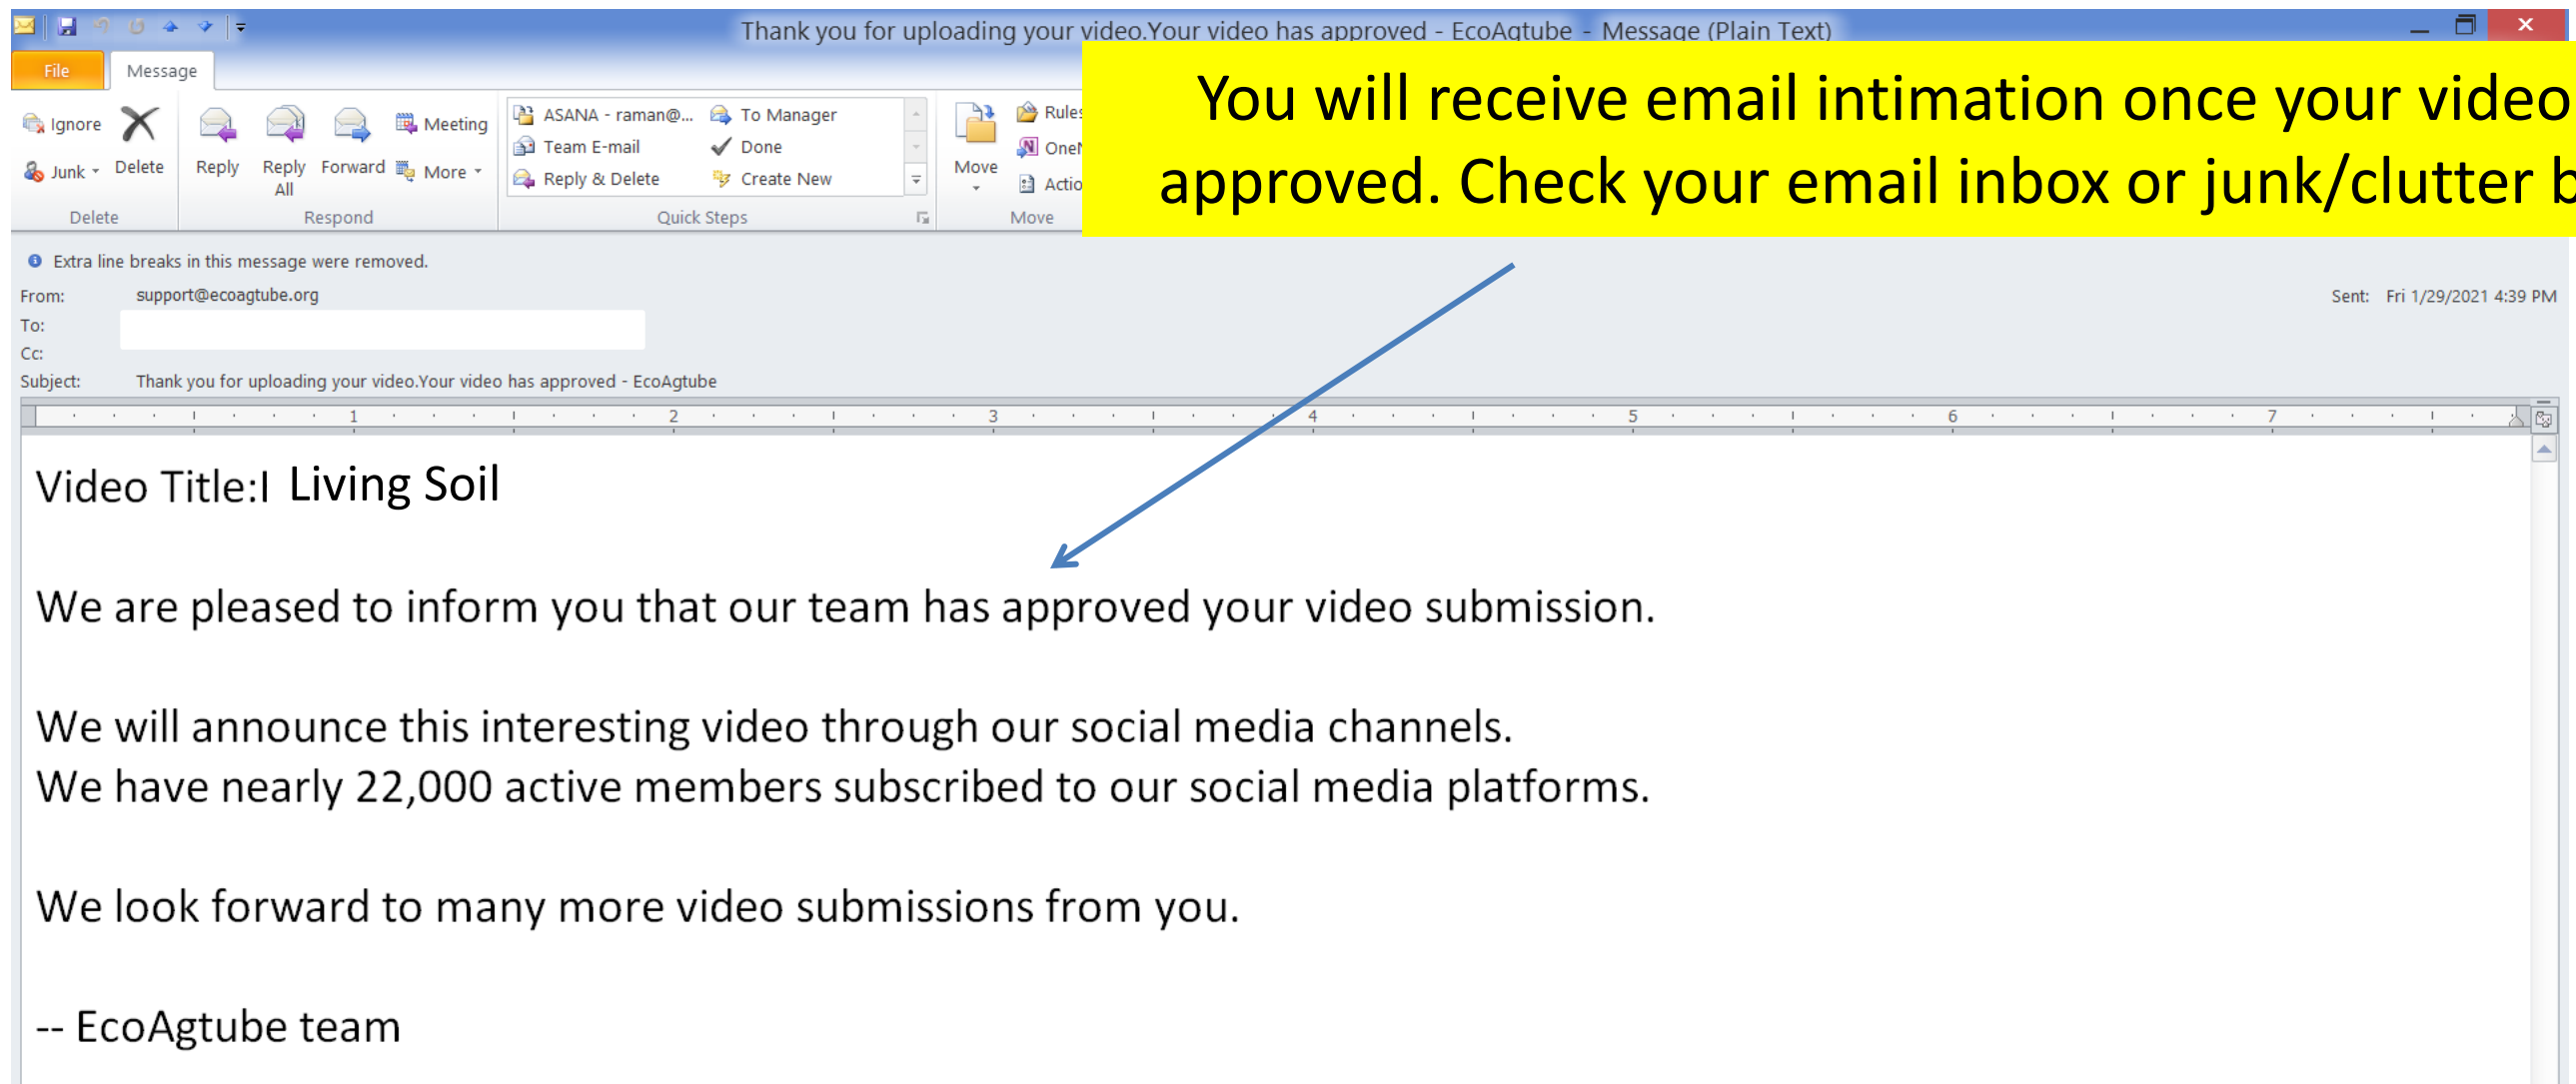 Thank you for uploading your video.Your video has approved - EcoAgtube - Message (Plain Text)
File Message
You will receive email intimation once your video
approved. Check your email inbox or junk/clutter
Ignore
Junk
Delete
Delete
Reply
Reply All
Forward
Meeting
More
Respond
ASANA - raman@... To Manager
Team E-mail Done
Reply & Delete Create New
Quick Steps
Move
Rules
Move
Extra line breaks in this message were removed.
From: support@ecoagtube.org
Sent: Fri 1/29/2021 4:39 PM
To:
Cc:
Subject: Thank you for uploading your video.Your video has approved - EcoAgtube
1 2 3 4 5 6 7
Video Title:I Living Soil
We are pleased to inform you that our team has approved your video submission.
We will announce this interesting video through our social media channels.
We have nearly 22,000 active members subscribed to our social media platforms.
We look forward to many more video submissions from you.
-- EcoAgtube team